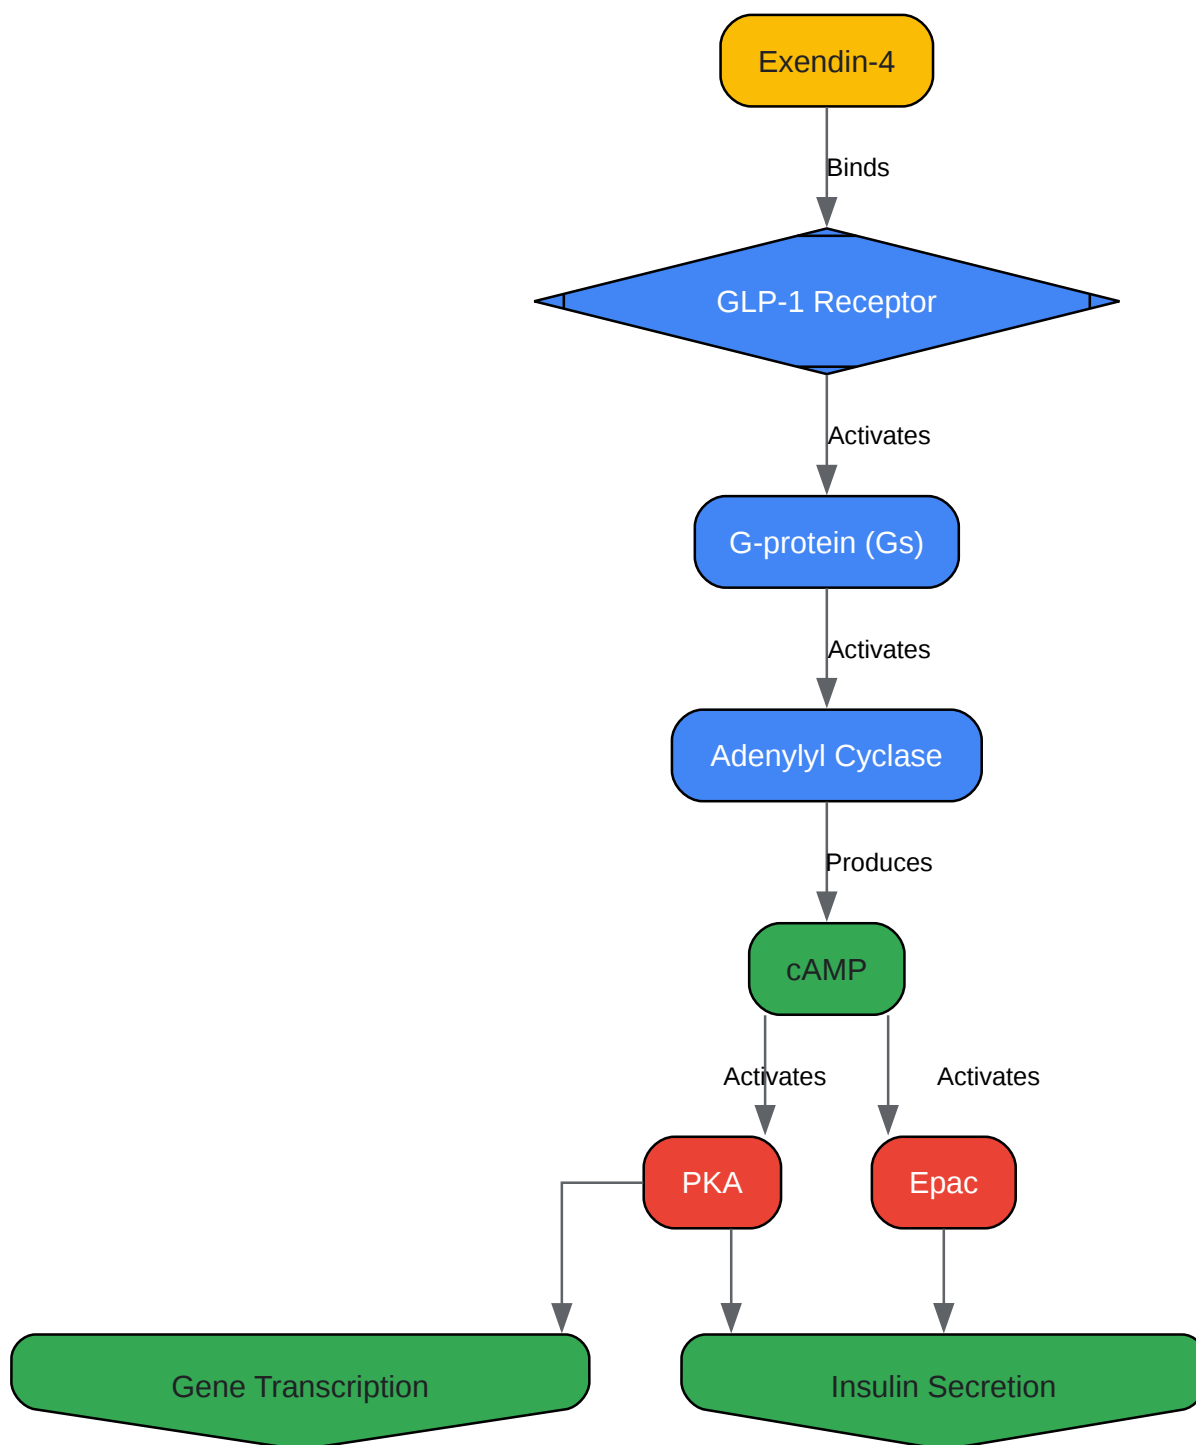 Exendin-4
Binds
GLP-1 Receptor
Activates
G-protein (Gs)
Activates
Adenylyl Cyclase
Produces
cAMP
Activates
Activates
PKA
Epac
Gene Transcription
Insulin Secretion